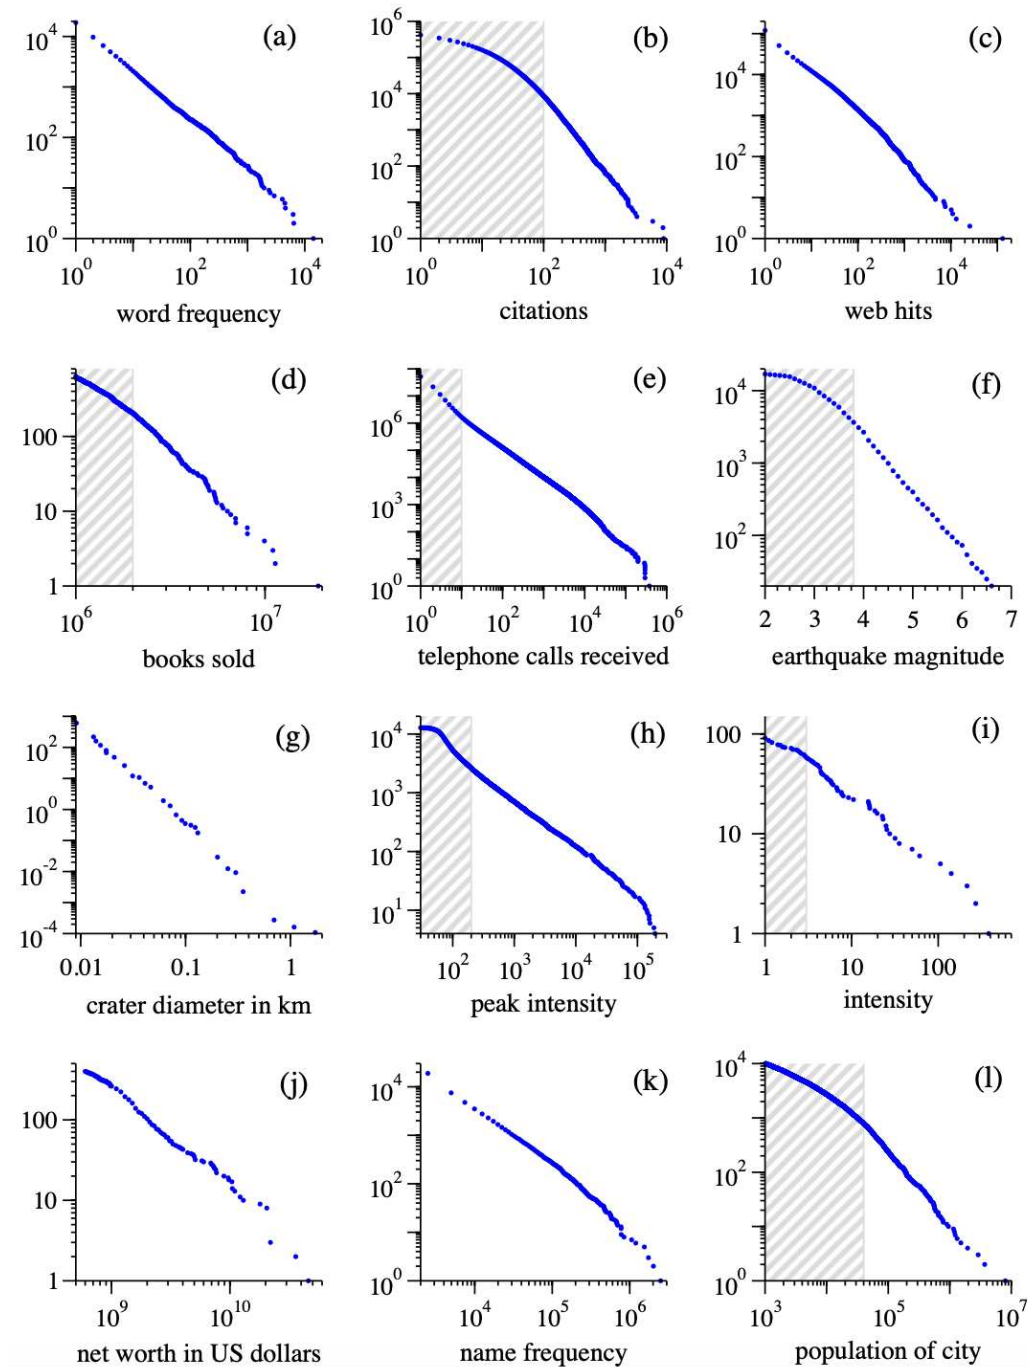 (a)
10^4
10^2
10^0
10^0 10^2 10^4
word frequency
(b)
10^6
10^4
10^2
10^0
10^0 10^2 10^4
citations
(c)
10^4
10^2
10^0
10^0 10^2 10^4
web hits
(d)
100
10
1
10^6 10^7
books sold
(e)
10^6
10^3
10^0
10^0 10^2 10^4 10^6
telephone calls received
(f)
10^4
10^3
10^2
2 3 4 5 6 7
earthquake magnitude
(g)
10^2
10^0
10^-2
10^-4
0.01 0.1 1
crater diameter in km
(h)
10^4
10^3
10^2
10^1
10^2 10^3 10^4 10^5
peak intensity
(i)
100
10
1
1 10 100
intensity
(j)
100
10
1
10^9 10^10
net worth in US dollars
(k)
10^4
10^2
10^0
10^4 10^5 10^6
name frequency
(l)
10^4
10^2
10^0
10^3 10^5 10^7
population of city